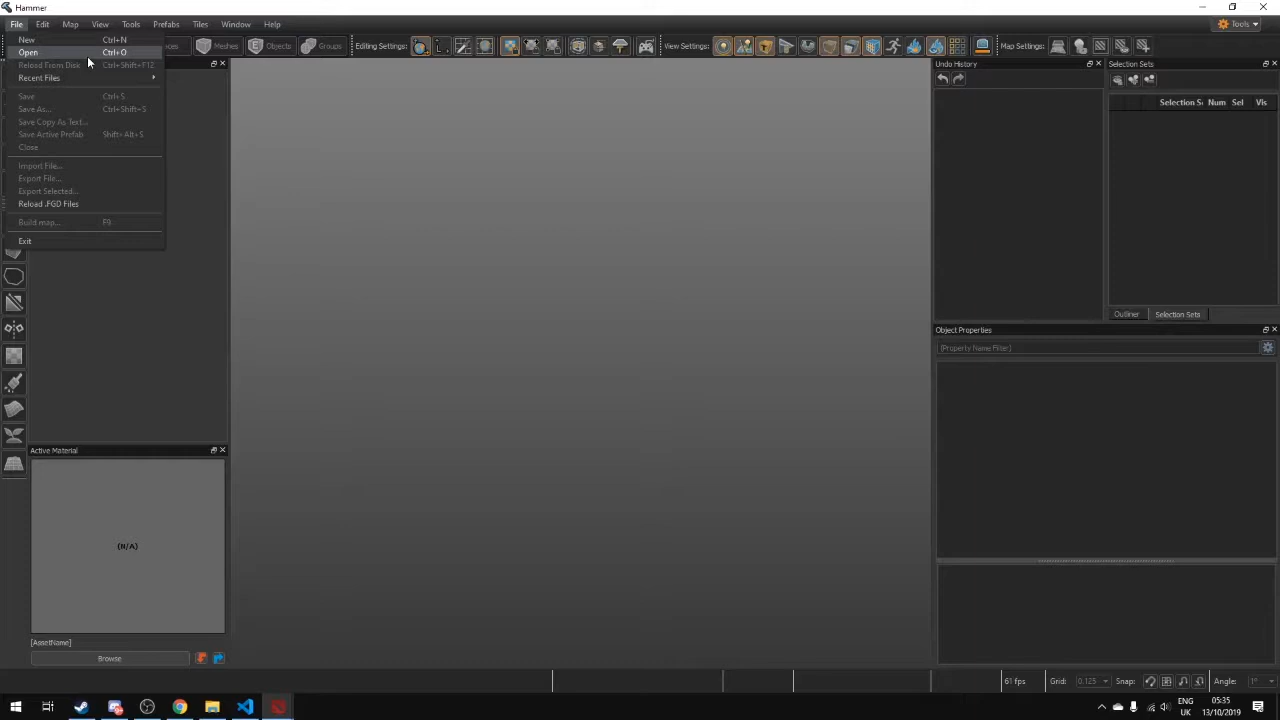 Hammer
File Edit Map View Tools Prefabs Tiles Window Help
Tools
New Ctrl+N
Open Ctrl+O
Reload From Disk Ctrl+Shift+F12
Recent Files
Save Ctrl+S
Save As... Ctrl+Shift+S
Save Copy As Text...
Save Active Prefab Shift+Alt+S
Close
Import File...
Export File...
Export Selected...
Reload .FGD Files
Build map... F9
Exit
Meshes Objects Groups Editing Settings: View Settings: Map Settings:
Undo History
Selection Sets
Selection S Num Sel Vis
Outliner Selection Sets
Object Properties
(Property Name Filter)
Active Material
(N/A)
[AssetName]
Browse
61 fps Grid: 0.125 Snap: Angle: 1°
ENG
UK
05:35
13/10/2019